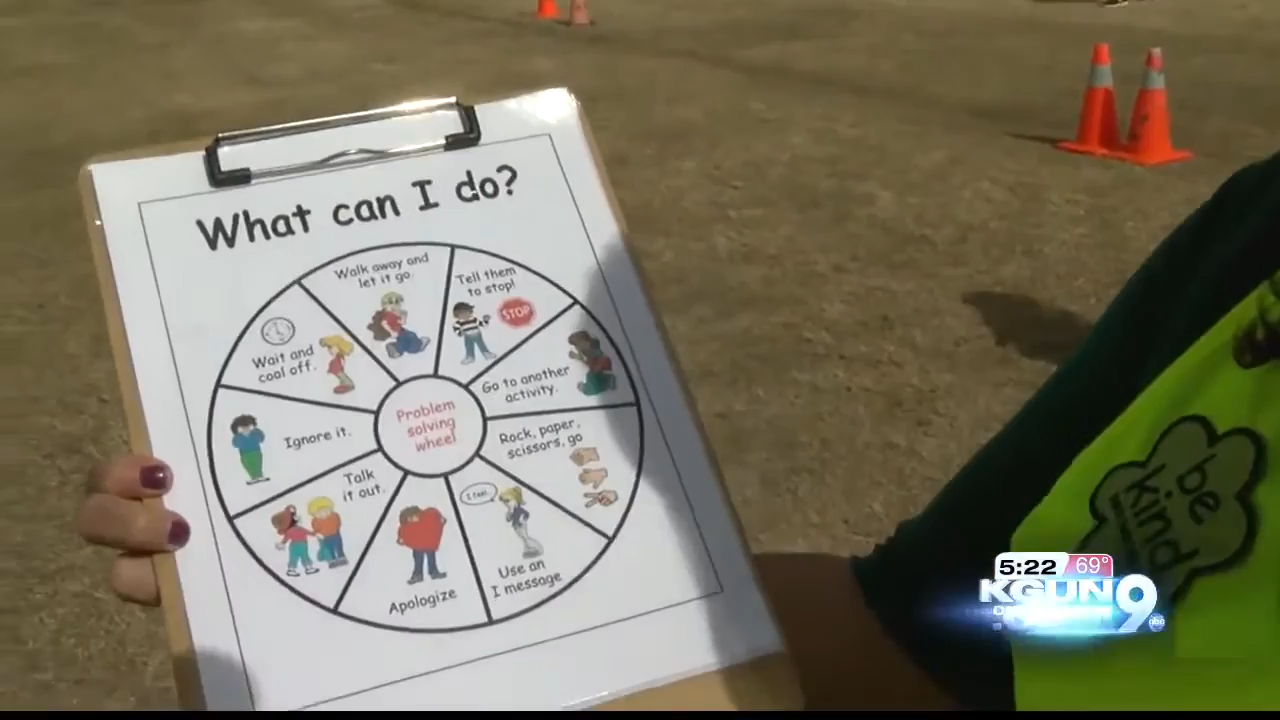 What can I do?
Walk away and
let it go.
Tell them
to stop!
STOP
Wait and
cool off.
Go to another
activity.
Problem
solving
wheel
Ignore it.
Rock, paper,
scissors, go
Talk
it out.
I feel...
Apologize
Use an
I message
be
kind
5:22 69°
KGUN 9
abc